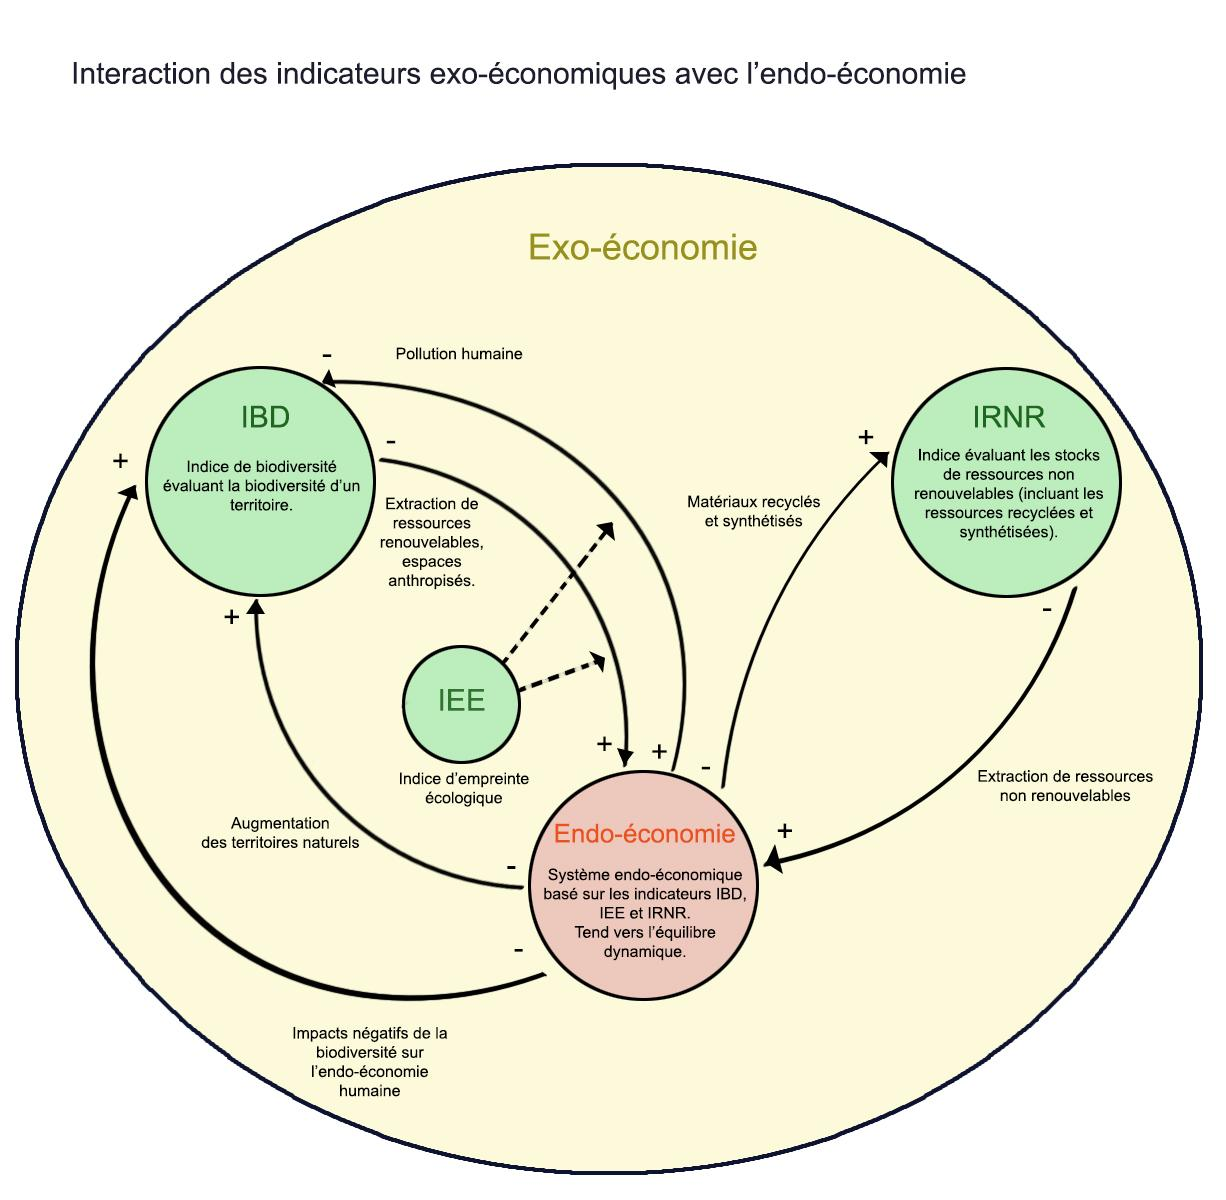 Interaction des indicateurs exo-économiques avec l'endo-économie
Exo-économie
-
Pollution humaine
IBD
Indice de biodiversité
évaluant la biodiversité d'un
territoire.
+
-
Extraction de
ressources
renouvelables,
espaces
anthropisés.
IRNR
Indice évaluant les stocks
de ressources non
renouvelables (incluant les
ressources recyclées et
synthétisées).
+
Matériaux recyclés
et synthétisés
+
-
IEE
Indice d'empreinte
écologique
+
+
-
Extraction de ressources
non renouvelables
+
Augmentation
des territoires naturels
-
Endo-économie
Système endo-économique
basé sur les indicateurs IBD,
IEE et IRNR.
Tend vers l'équilibre
dynamique.
-
Impacts négatifs de la
biodiversité sur
l'endo-économie
humaine